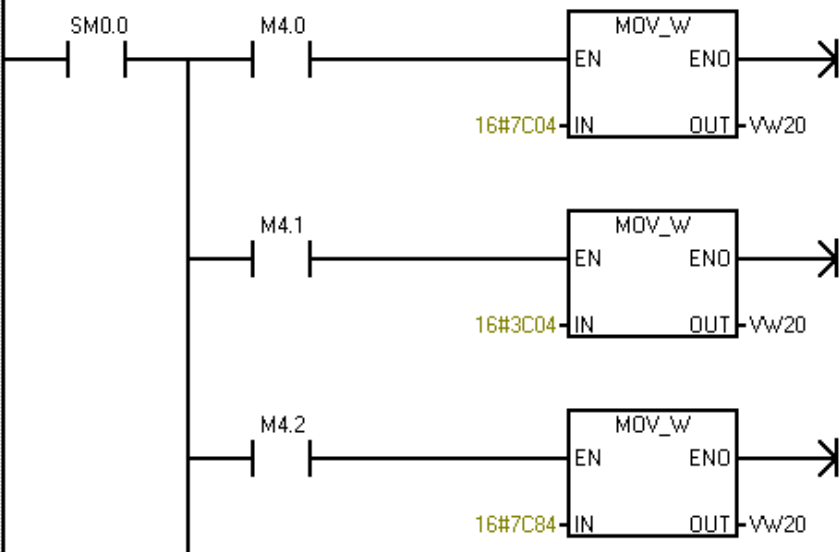 SM0.0 M4.0 MOV_W
EN ENO
16#7C04 IN OUT VW20
M4.1 MOV_W
EN ENO
16#3C04 IN OUT VW20
M4.2 MOV_W
EN ENO
16#7C84 IN OUT VW20